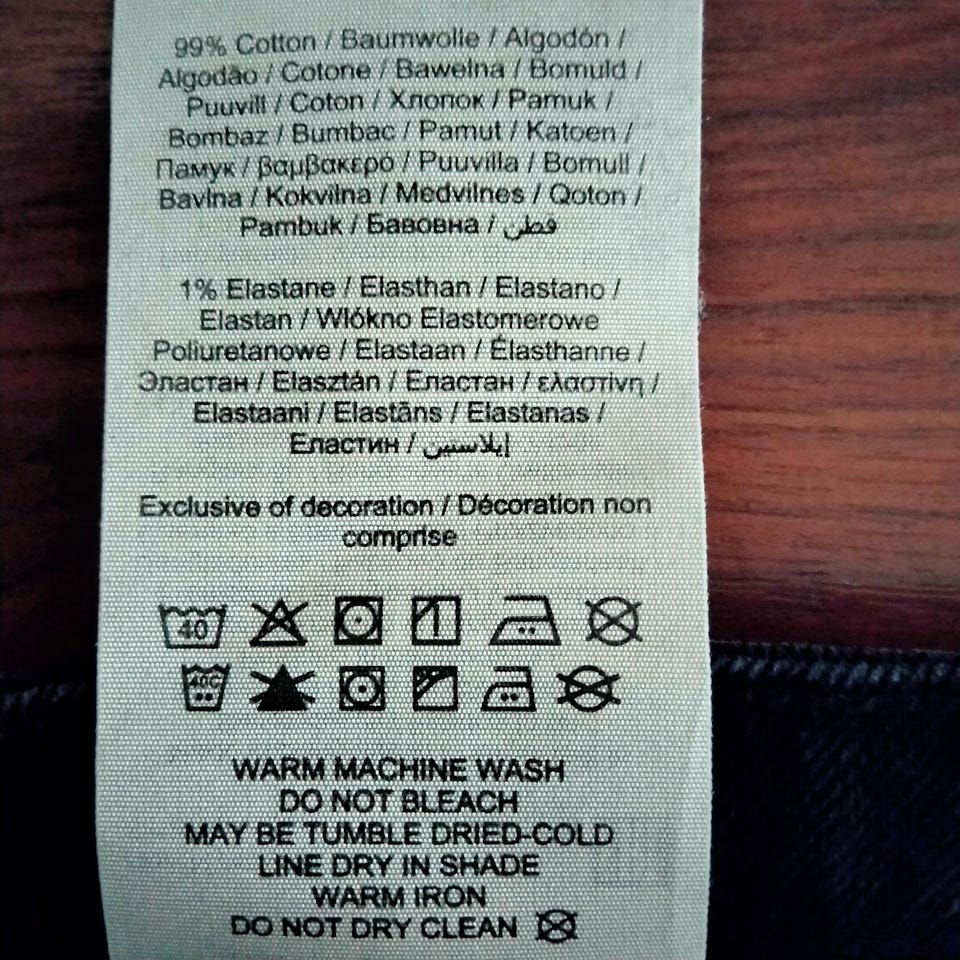 99% Cotton / Baumwolle / Algodón /
Algodão / Cotone / Bawełna / Bomuld /
Puuvill / Coton / Хлопок / Pamuk /
Bombaz / Bumbac / Pamut / Katoen /
Памук / βαμβακερό / Puuvilla / Bomull /
Bavlna / Kokvilna / Medvilnes / Qoton /
Pambuk / Бавовна / قطن
1% Elastane / Elasthan / Elastano /
Elastan / Włókno Elastomerowe
Poliuretanowe / Elastaan / Élasthanne /
Эластан / Elasztán / Еластан / ελαστίνη /
Elastaani / Elastāns / Elastanas /
Еластин / إيلاستين
Exclusive of decoration / Décoration non
comprise
40
40C
WARM MACHINE WASH
DO NOT BLEACH
MAY BE TUMBLE DRIED-COLD
LINE DRY IN SHADE
WARM IRON
DO NOT DRY CLEAN